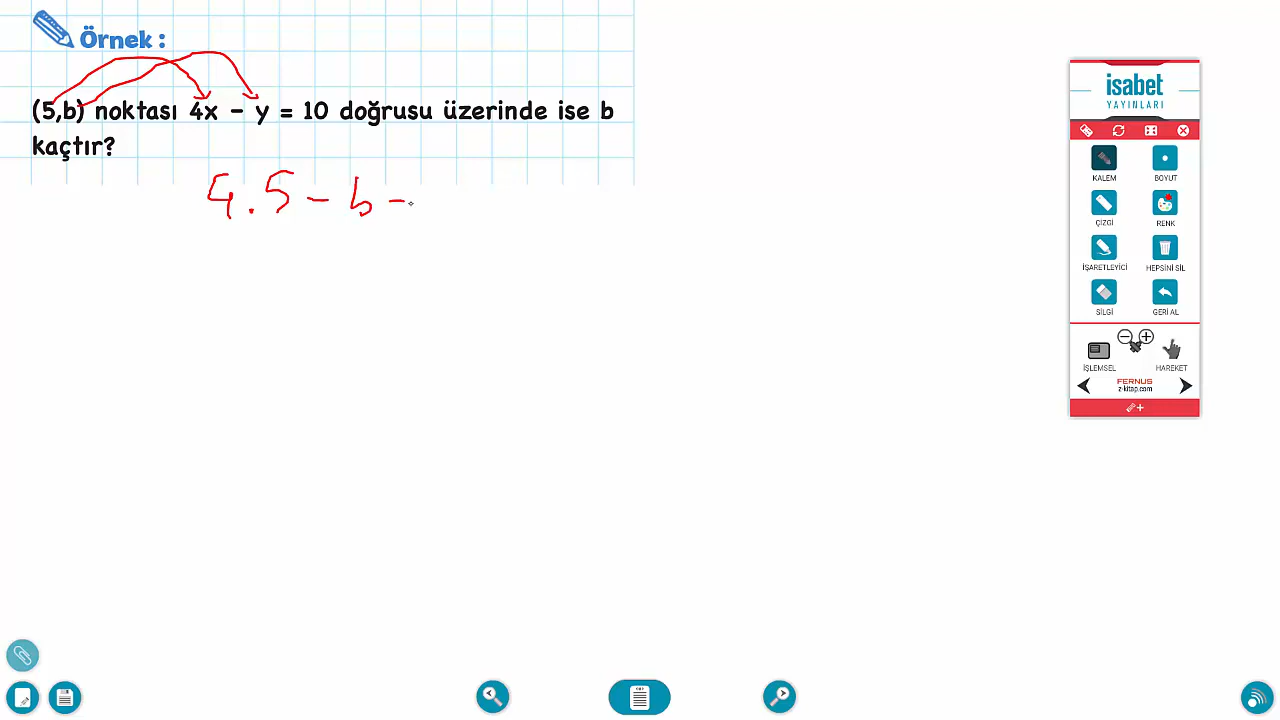 Örnek :
(5,b) noktası 4x - y = 10 doğrusu üzerinde ise b
kaçtır?
4.5 - b -
isabet
YAYINLARI
KALEM
BOYUT
ÇİZGİ
RENK
İŞARETLEYİCİ
HEPSİNİ SİL
SİLGİ
GERİ AL
İŞLEMSEL
HAREKET
FERNUS
z-kitap.com